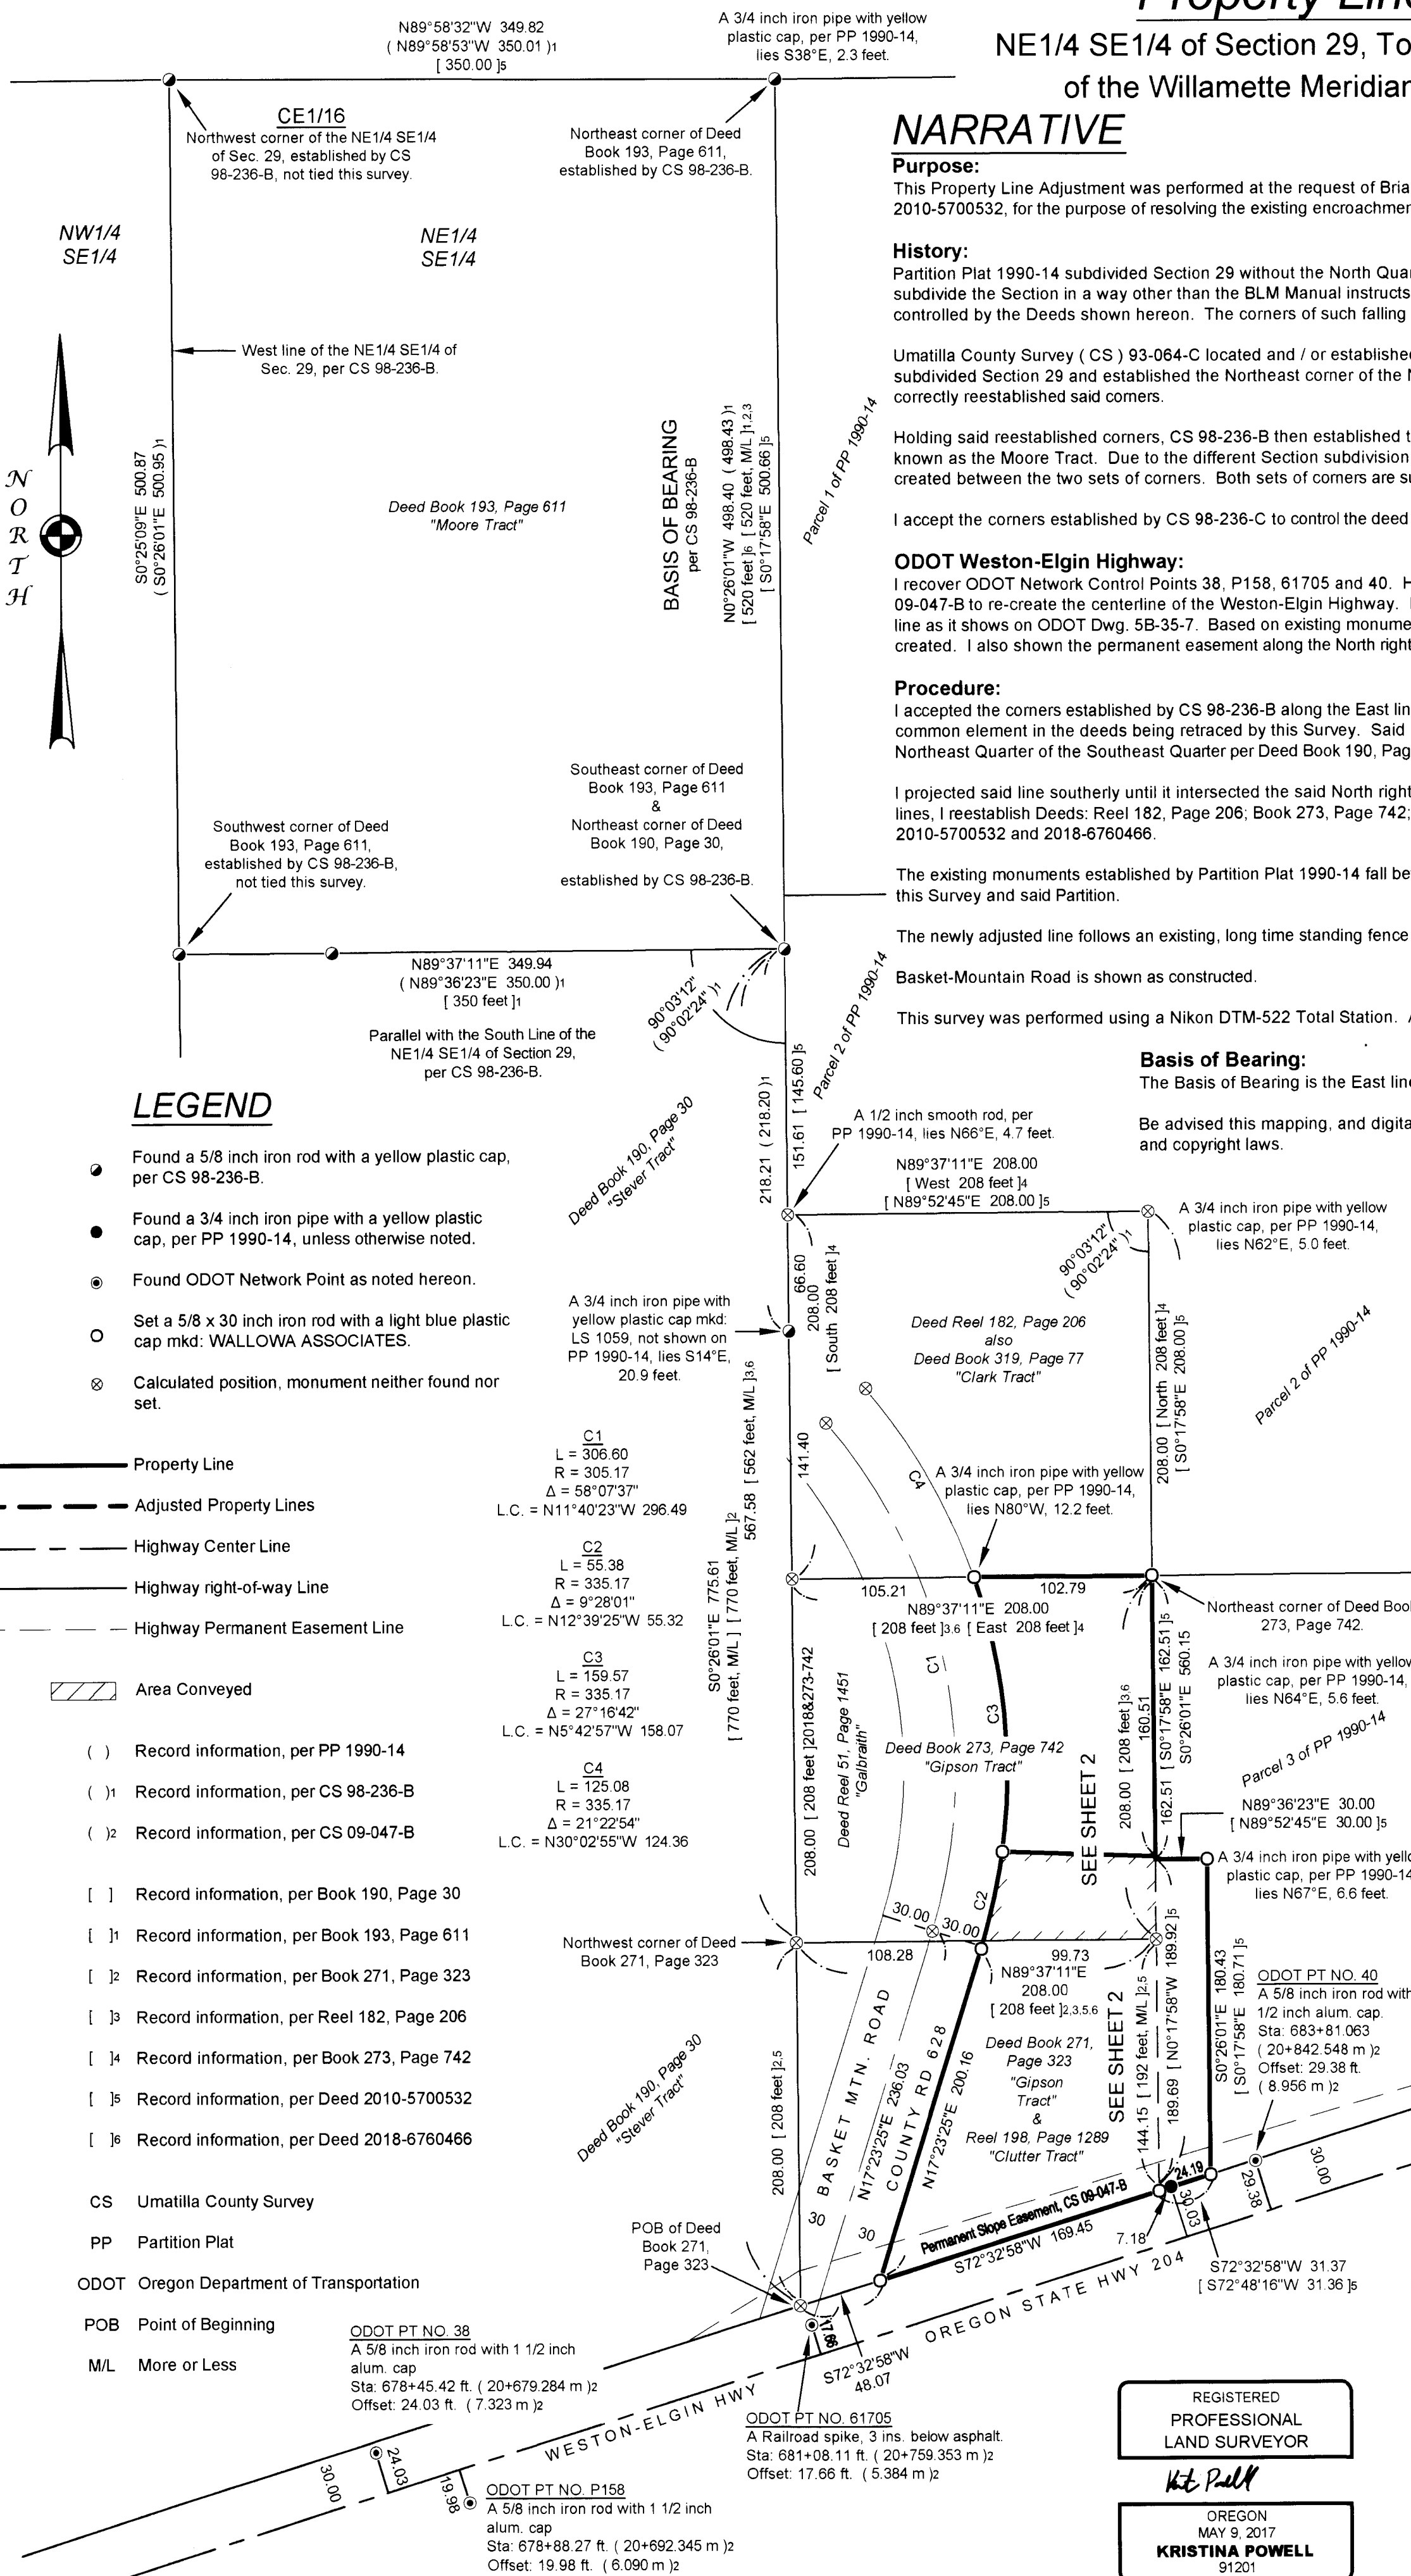 Property Line
NE1/4 SE1/4 of Section 29, To
of the Willamette Meridian
N89°58'32"W 349.82
( N89°58'53"W 350.01 )1
[ 350.00 ]5
A 3/4 inch iron pipe with yellow
plastic cap, per PP 1990-14,
lies S38°E, 2.3 feet.
CE1/16
Northwest corner of the NE1/4 SE1/4
of Sec. 29, established by CS
98-236-B, not tied this survey.
Northeast corner of Deed
Book 193, Page 611,
established by CS 98-236-B.
NW1/4
SE1/4
NE1/4
SE1/4
West line of the NE1/4 SE1/4 of
Sec. 29, per CS 98-236-B.
NORTH
S0°25'09"E 500.87
( S0°26'01"E 500.95 )1
Deed Book 193, Page 611
"Moore Tract"
BASIS OF BEARING
per CS 98-236-B
N0°26'01"W 498.40 ( 498.43 )1
[ 520 feet ]6 [ 520 feet, M/L ]1,2,3
[ S0°17'58"E 500.66 ]5
Parcel 1 of PP 1990-14
NARRATIVE
Purpose:
This Property Line Adjustment was performed at the request of Bria
2010-5700532, for the purpose of resolving the existing encroachmen
History:
Partition Plat 1990-14 subdivided Section 29 without the North Quar
subdivide the Section in a way other than the BLM Manual instructs
controlled by the Deeds shown hereon. The corners of such falling
Umatilla County Survey ( CS ) 93-064-C located and / or established
subdivided Section 29 and established the Northeast corner of the N
correctly reestablished said corners.
Holding said reestablished corners, CS 98-236-B then established t
known as the Moore Tract. Due to the different Section subdivision
created between the two sets of corners. Both sets of corners are s
I accept the corners established by CS 98-236-C to control the deed
ODOT Weston-Elgin Highway:
I recover ODOT Network Control Points 38, P158, 61705 and 40. H
09-047-B to re-create the centerline of the Weston-Elgin Highway.
line as it shows on ODOT Dwg. 5B-35-7. Based on existing monume
created. I also shown the permanent easement along the North right
Procedure:
I accepted the corners established by CS 98-236-B along the East lin
common element in the deeds being retraced by this Survey. Said
Northeast Quarter of the Southeast Quarter per Deed Book 190, Pag
I projected said line southerly until it intersected the said North right
lines, I reestablish Deeds: Reel 182, Page 206; Book 273, Page 742;
2010-5700532 and 2018-6760466.
The existing monuments established by Partition Plat 1990-14 fall be
this Survey and said Partition.
The newly adjusted line follows an existing, long time standing fence
Basket-Mountain Road is shown as constructed.
This survey was performed using a Nikon DTM-522 Total Station. A
Basis of Bearing:
The Basis of Bearing is the East line
Be advised this mapping, and digita
and copyright laws.
Southwest corner of Deed
Book 193, Page 611,
established by CS 98-236-B,
not tied this survey.
Southeast corner of Deed
Book 193, Page 611
&
Northeast corner of Deed
Book 190, Page 30,
established by CS 98-236-B.
N89°37'11"E 349.94
( N89°36'23"E 350.00 )1
[ 350 feet ]1
Parallel with the South Line of the
NE1/4 SE1/4 of Section 29,
per CS 98-236-B.
90°03'12"
( 90°02'24" )1
Parcel 2 of PP 1990-14
218.21 ( 218.20 )1
151.61 [ 145.60 ]5
Deed Book 190, Page 30
"Stever Tract"
A 1/2 inch smooth rod, per
PP 1990-14, lies N66°E, 4.7 feet.
N89°37'11"E 208.00
[ West 208 feet ]4
[ N89°52'45"E 208.00 ]5
A 3/4 inch iron pipe with yellow
plastic cap, per PP 1990-14,
lies N62°E, 5.0 feet.
90°03'12"
( 90°02'24" )1
66.60
208.00
[ South 208 feet ]4
A 3/4 inch iron pipe with
yellow plastic cap mkd:
LS 1059, not shown on
PP 1990-14, lies S14°E,
20.9 feet.
Deed Reel 182, Page 206
also
Deed Book 319, Page 77
"Clark Tract"
208.00 [ North 208 feet ]4
[ S0°17'58"E 208.00 ]5
Parcel 2 of PP 1990-14
LEGEND
Found a 5/8 inch iron rod with a yellow plastic cap,
per CS 98-236-B.
Found a 3/4 inch iron pipe with a yellow plastic
cap, per PP 1990-14, unless otherwise noted.
Found ODOT Network Point as noted hereon.
Set a 5/8 x 30 inch iron rod with a light blue plastic
cap mkd: WALLOWA ASSOCIATES.
Calculated position, monument neither found nor
set.
Property Line
Adjusted Property Lines
Highway Center Line
Highway right-of-way Line
Highway Permanent Easement Line
Area Conveyed
( ) Record information, per PP 1990-14
( )1 Record information, per CS 98-236-B
( )2 Record information, per CS 09-047-B
[ ] Record information, per Book 190, Page 30
[ ]1 Record information, per Book 193, Page 611
[ ]2 Record information, per Book 271, Page 323
[ ]3 Record information, per Reel 182, Page 206
[ ]4 Record information, per Book 273, Page 742
[ ]5 Record information, per Deed 2010-5700532
[ ]6 Record information, per Deed 2018-6760466
CS Umatilla County Survey
PP Partition Plat
ODOT Oregon Department of Transportation
POB Point of Beginning
M/L More or Less
C1
L = 306.60
R = 305.17
Δ = 58°07'37"
L.C. = N11°40'23"W 296.49
C2
L = 55.38
R = 335.17
Δ = 9°28'01"
L.C. = N12°39'25"W 55.32
C3
L = 159.57
R = 335.17
Δ = 27°16'42"
L.C. = N5°42'57"W 158.07
C4
L = 125.08
R = 335.17
Δ = 21°22'54"
L.C. = N30°02'55"W 124.36
567.58 [ 562 feet, M/L ]3,6
S0°26'01"E 775.61
[ 770 feet, M/L ] [ 770 feet, M/L ]2
141.40
C4
A 3/4 inch iron pipe with yellow
plastic cap, per PP 1990-14,
lies N80°W, 12.2 feet.
105.21
102.79
N89°37'11"E 208.00
[ 208 feet ]3,6 [ East 208 feet ]4
Northeast corner of Deed Boo
273, Page 742.
A 3/4 inch iron pipe with yellow
plastic cap, per PP 1990-14,
lies N64°E, 5.6 feet.
208.00 [ 208 feet ]2018&273-742
Deed Reel 51, Page 1451
"Galbraith"
C1
C3
Deed Book 273, Page 742
"Gipson Tract"
SEE SHEET 2
208.00 [ 208 feet ]3,6
160.51
162.51 [ S0°17'58"E 162.51 ]5
S0°26'01"E 560.15
Parcel 3 of PP 1990-14
N89°36'23"E 30.00
[ N89°52'45"E 30.00 ]5
A 3/4 inch iron pipe with yello
plastic cap, per PP 1990-14
lies N67°E, 6.6 feet.
C2
30.00
30.00
Northwest corner of Deed
Book 271, Page 323
108.28
99.73
N89°37'11"E
208.00
[ 208 feet ]2,3,5,6
Deed Book 271,
Page 323
"Gipson
Tract"
&
Reel 198, Page 1289
"Clutter Tract"
SEE SHEET 2
144.15 [ 192 feet, M/L ]2,5
189.69 [ N0°17'58"W 189.92 ]5
S0°26'01"E 180.43
[ S0°17'58"E 180.71 ]5
ODOT PT NO. 40
A 5/8 inch iron rod with
1/2 inch alum. cap.
Sta: 683+81.063
( 20+842.548 m )2
Offset: 29.38 ft.
( 8.956 m )2
Deed Book 190, Page 30
"Stever Tract"
208.00 [ 208 feet ]2,5
BASKET MTN. ROAD
N17°23'25"E 236.03
COUNTY RD 628
N17°23'25"E 200.16
30
30
Permanent Slope Easement, CS 09-047-B
S72°32'58"W 169.45
24.19
7.18
30.03
29.38
30.00
S72°32'58"W 31.37
[ S72°48'16"W 31.36 ]5
POB of Deed
Book 271,
Page 323
17.66
S72°32'58"W
48.07
OREGON STATE HWY 204
WESTON-ELGIN HWY
ODOT PT NO. 38
A 5/8 inch iron rod with 1 1/2 inch
alum. cap
Sta: 678+45.42 ft. ( 20+679.284 m )2
Offset: 24.03 ft. ( 7.323 m )2
ODOT PT NO. 61705
A Railroad spike, 3 ins. below asphalt.
Sta: 681+08.11 ft. ( 20+759.353 m )2
Offset: 17.66 ft. ( 5.384 m )2
30.00
24.03
19.98
ODOT PT NO. P158
A 5/8 inch iron rod with 1 1/2 inch
alum. cap
Sta: 678+88.27 ft. ( 20+692.345 m )2
Offset: 19.98 ft. ( 6.090 m )2
REGISTERED
PROFESSIONAL
LAND SURVEYOR
OREGON
MAY 9, 2017
KRISTINA POWELL
91201